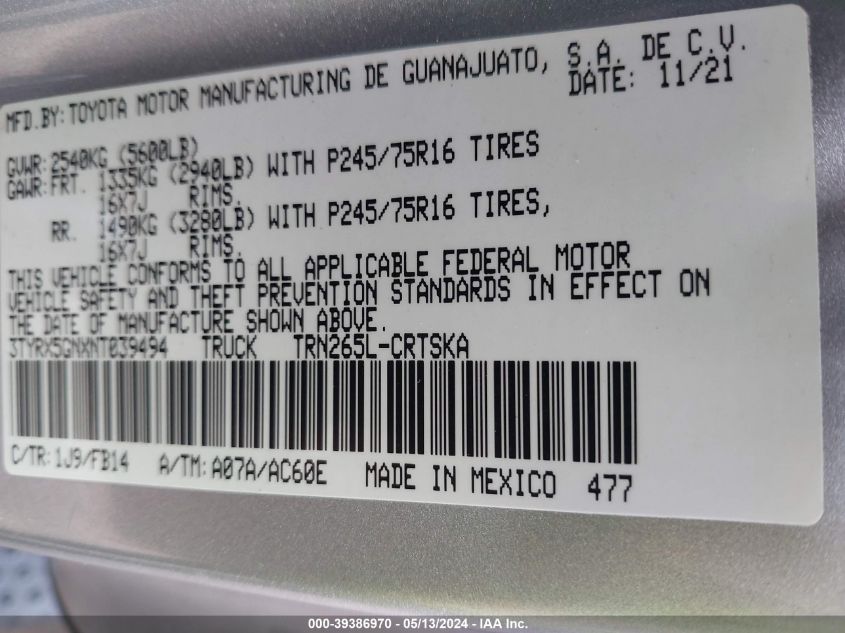 MFD.BY:TOYOTA MOTOR MANUFACTURING DE GUANAJUATO, S.A. DE C.V.
DATE: 11/21
GVWR:2540KG (5600LB)
GAWR:FRT. 1335KG (2940LB) WITH P245/75R16 TIRES
16X7J RIMS.
RR. 1490KG (3280LB) WITH P245/75R16 TIRES,
16X7J RIMS.
THIS VEHICLE CONFORMS TO ALL APPLICABLE FEDERAL MOTOR
VEHICLE SAFETY AND THEFT PREVENTION STANDARDS IN EFFECT ON
THE DATE OF MANUFACTURE SHOWN ABOVE.
3TYRX5GNXNT039494 TRUCK TRN265L-CRTSKA
C/TR:1J9/FB14 A/TM:A07A/AC60E MADE IN MEXICO 477
000-39386970 / 05/13/2024 - IAA Inc.